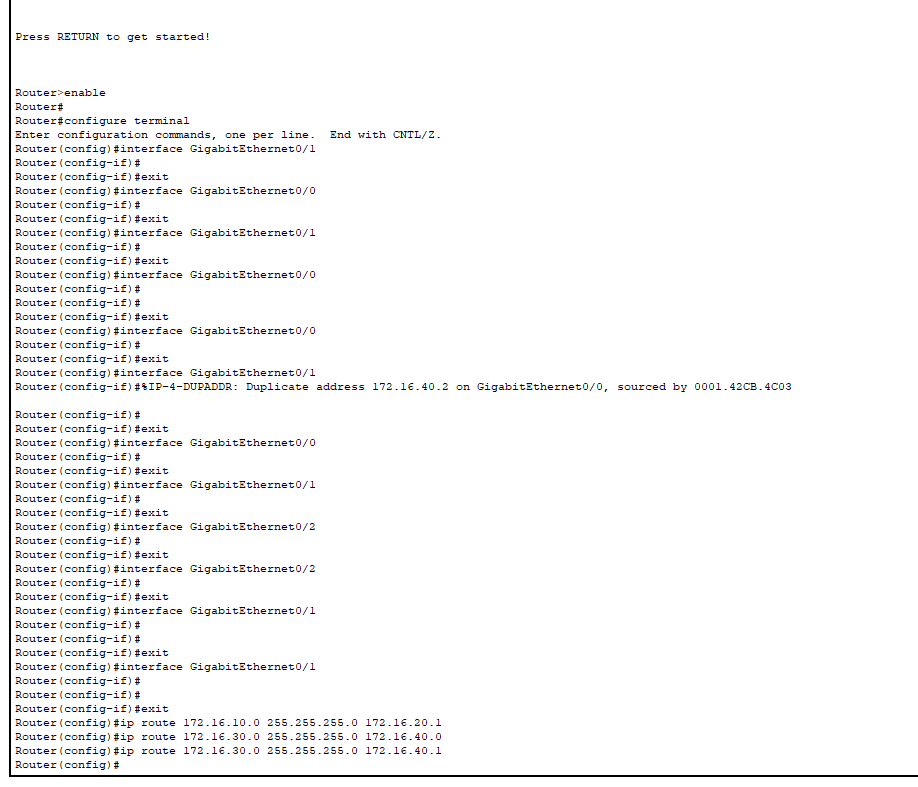 Press RETURN to get started!
Router>enable
Router#
Router#configure terminal
Enter configuration commands, one per line.  End with CNTL/Z.
Router(config)#interface GigabitEthernet0/1
Router(config-if)#
Router(config-if)#exit
Router(config)#interface GigabitEthernet0/0
Router(config-if)#
Router(config-if)#exit
Router(config)#interface GigabitEthernet0/1
Router(config-if)#
Router(config-if)#exit
Router(config)#interface GigabitEthernet0/0
Router(config-if)#
Router(config-if)#
Router(config-if)#exit
Router(config)#interface GigabitEthernet0/0
Router(config-if)#
Router(config-if)#exit
Router(config)#interface GigabitEthernet0/1
Router(config-if)#%IP-4-DUPADDR: Duplicate address 172.16.40.2 on GigabitEthernet0/0, sourced by 0001.42CB.4C03
Router(config-if)#
Router(config-if)#exit
Router(config)#interface GigabitEthernet0/0
Router(config-if)#
Router(config-if)#exit
Router(config)#interface GigabitEthernet0/1
Router(config-if)#
Router(config-if)#exit
Router(config)#interface GigabitEthernet0/2
Router(config-if)#
Router(config-if)#exit
Router(config)#interface GigabitEthernet0/2
Router(config-if)#
Router(config-if)#exit
Router(config)#interface GigabitEthernet0/1
Router(config-if)#
Router(config-if)#
Router(config-if)#exit
Router(config)#interface GigabitEthernet0/1
Router(config-if)#
Router(config-if)#
Router(config-if)#exit
Router(config)#ip route 172.16.10.0 255.255.255.0 172.16.20.1
Router(config)#ip route 172.16.30.0 255.255.255.0 172.16.40.0
Router(config)#ip route 172.16.30.0 255.255.255.0 172.16.40.1
Router(config)#